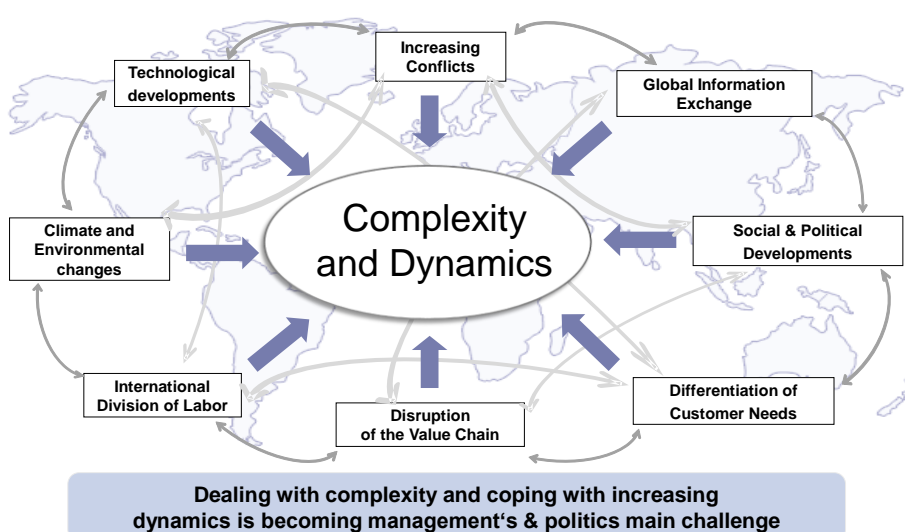 Increasing
Conflicts
Technological
developments
Global Information
Exchange
Complexity
and Dynamics
Climate and
Environmental
changes
Social & Political
Developments
International
Division of Labor
Disruption
of the Value Chain
Differentiation of
Customer Needs
Dealing with complexity and coping with increasing
dynamics is becoming management‘s & politics main challenge